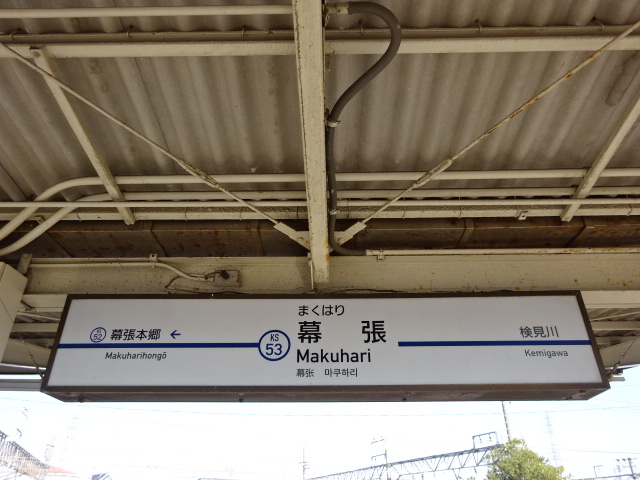 KS
52
幕張本郷 ←
Makuharihongō
KS
53
まくはり
幕張
Makuhari
幕张 마쿠하리
検見川
Kemigawa